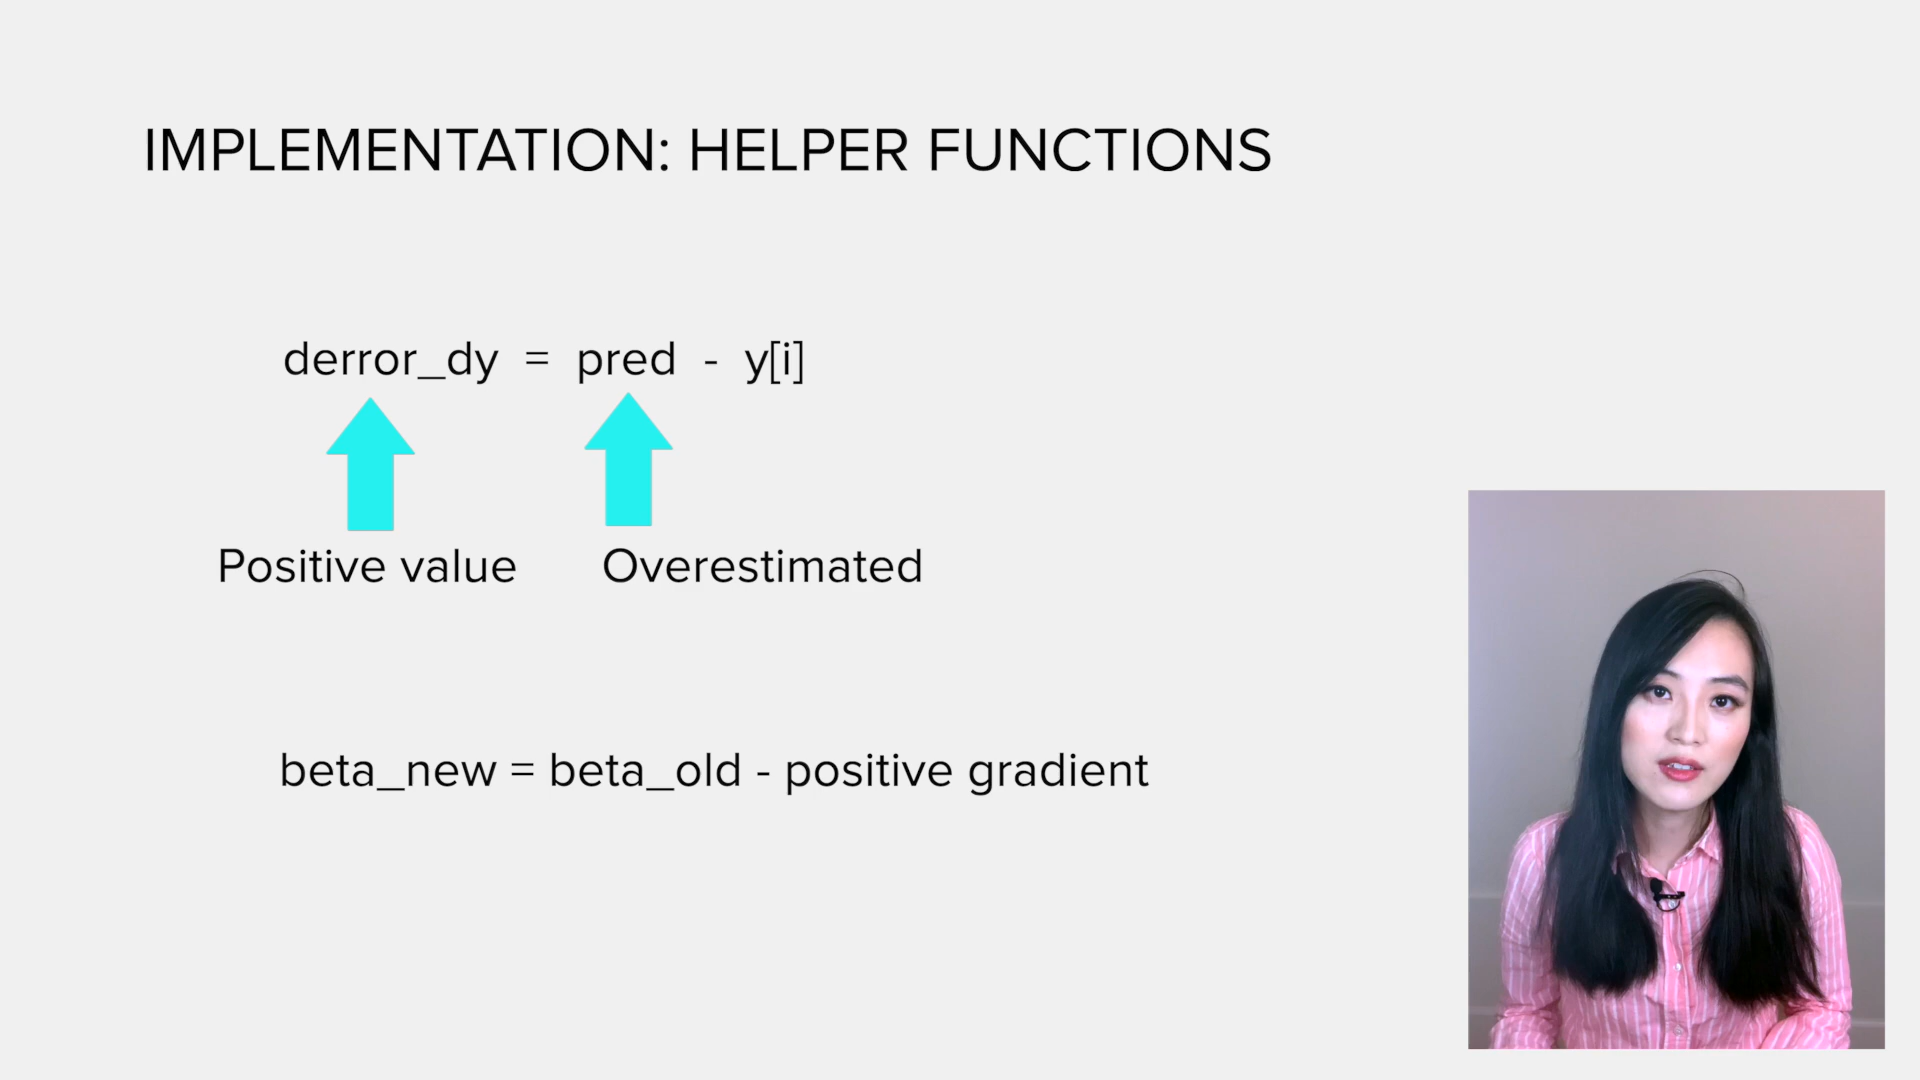 IMPLEMENTATION: HELPER FUNCTIONS
derror_dy = pred - y[i]
Positive value Overestimated
beta_new = beta_old - positive gradient